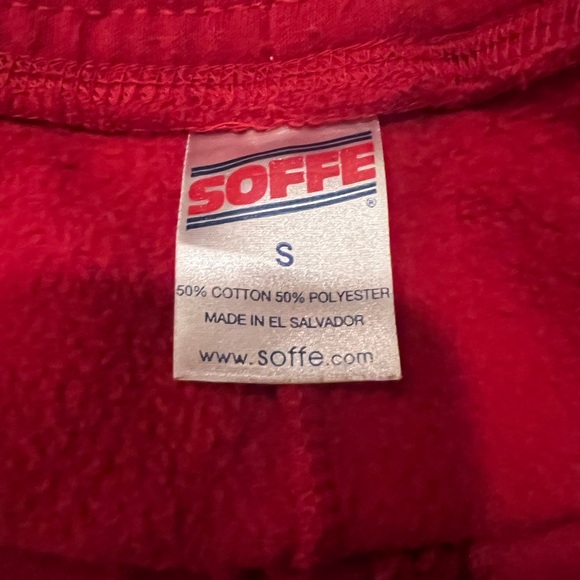 SOFFE
®
S
50% COTTON 50% POLYESTER
MADE IN EL SALVADOR
www.soffe.com